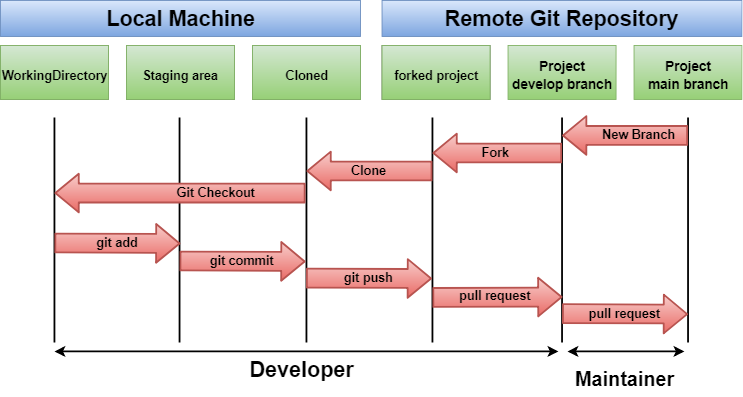 Local Machine
Remote Git Repository
WorkingDirectory
Staging area
Cloned
forked project
Project
develop branch
Project
main branch
New Branch
Fork
Clone
Git Checkout
git add
git commit
git push
pull request
pull request
Developer
Maintainer